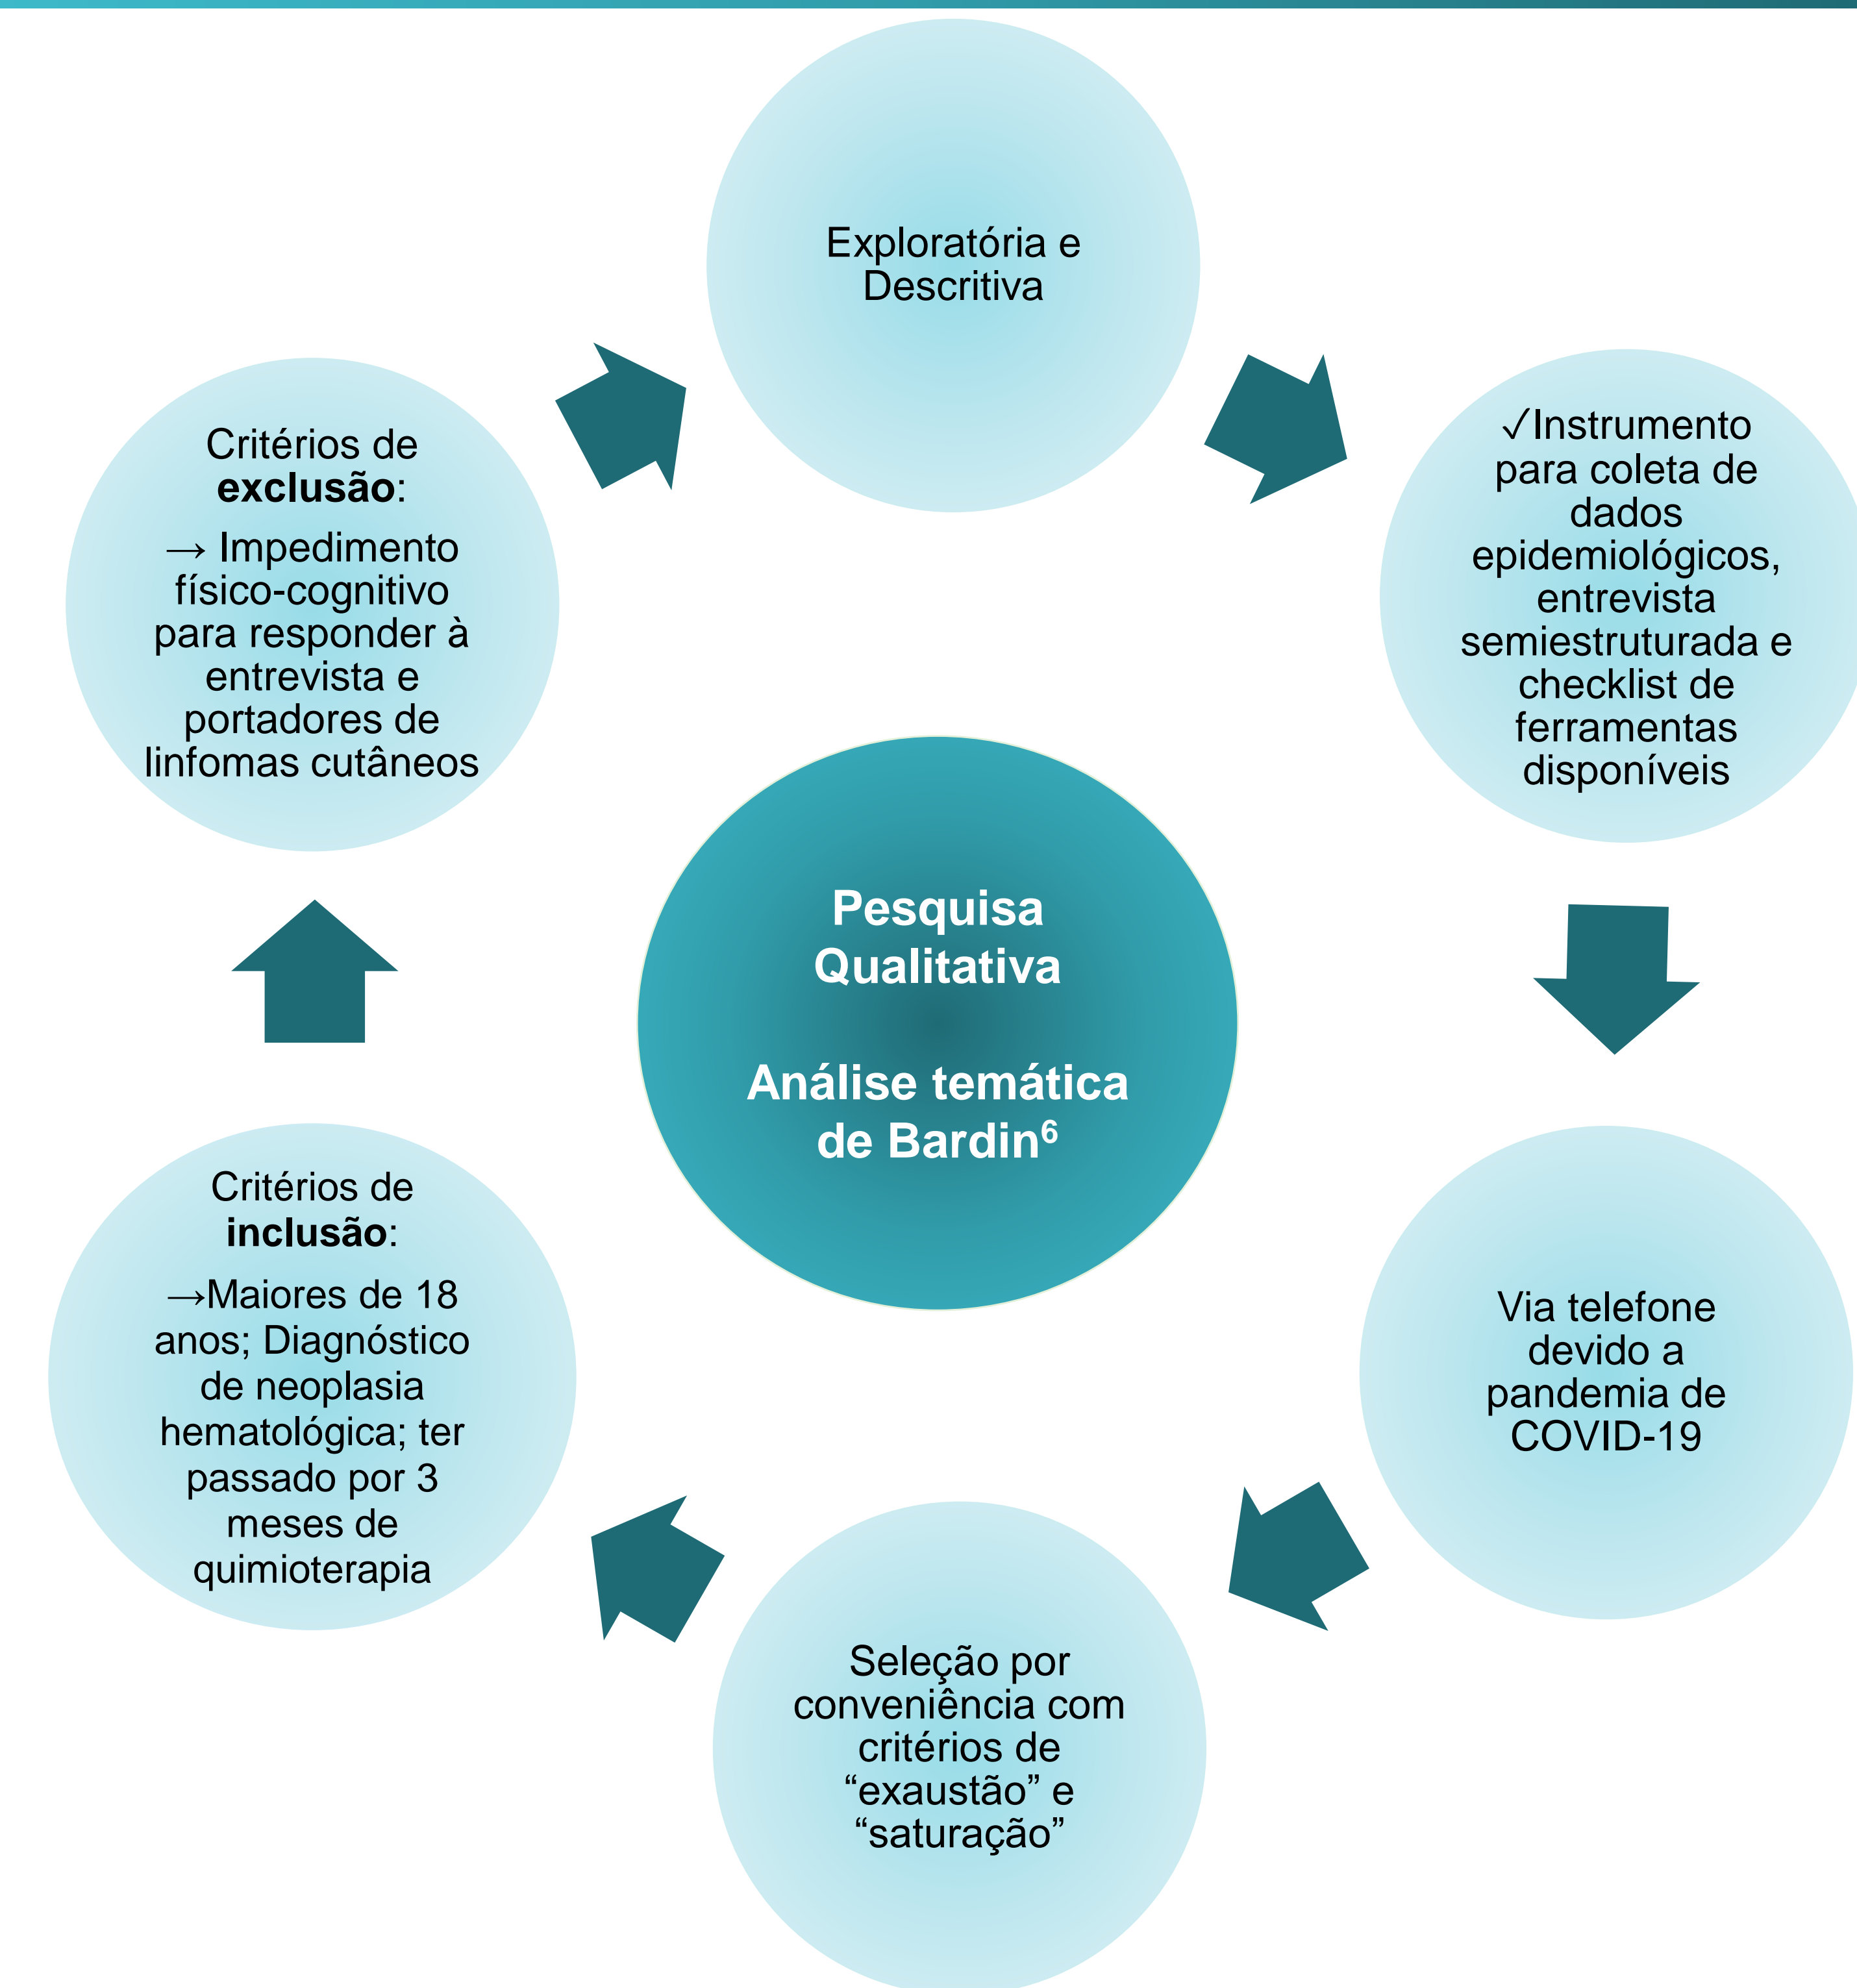 Exploratória e
Descritiva
✓Instrumento
para coleta de
dados
epidemiológicos,
entrevista
semiestruturada e
checklist de
ferramentas
disponíveis
Via telefone
devido a
pandemia de
COVID-19
Seleção por
conveniência com
critérios de
“exaustão” e
“saturação”
Critérios de
inclusão:
→Maiores de 18
anos; Diagnóstico
de neoplasia
hematológica; ter
passado por 3
meses de
quimioterapia
Critérios de
exclusão:
→ Impedimento
físico-cognitivo
para responder à
entrevista e
portadores de
linfomas cutâneos
Pesquisa
Qualitativa
Análise temática
de Bardin⁶